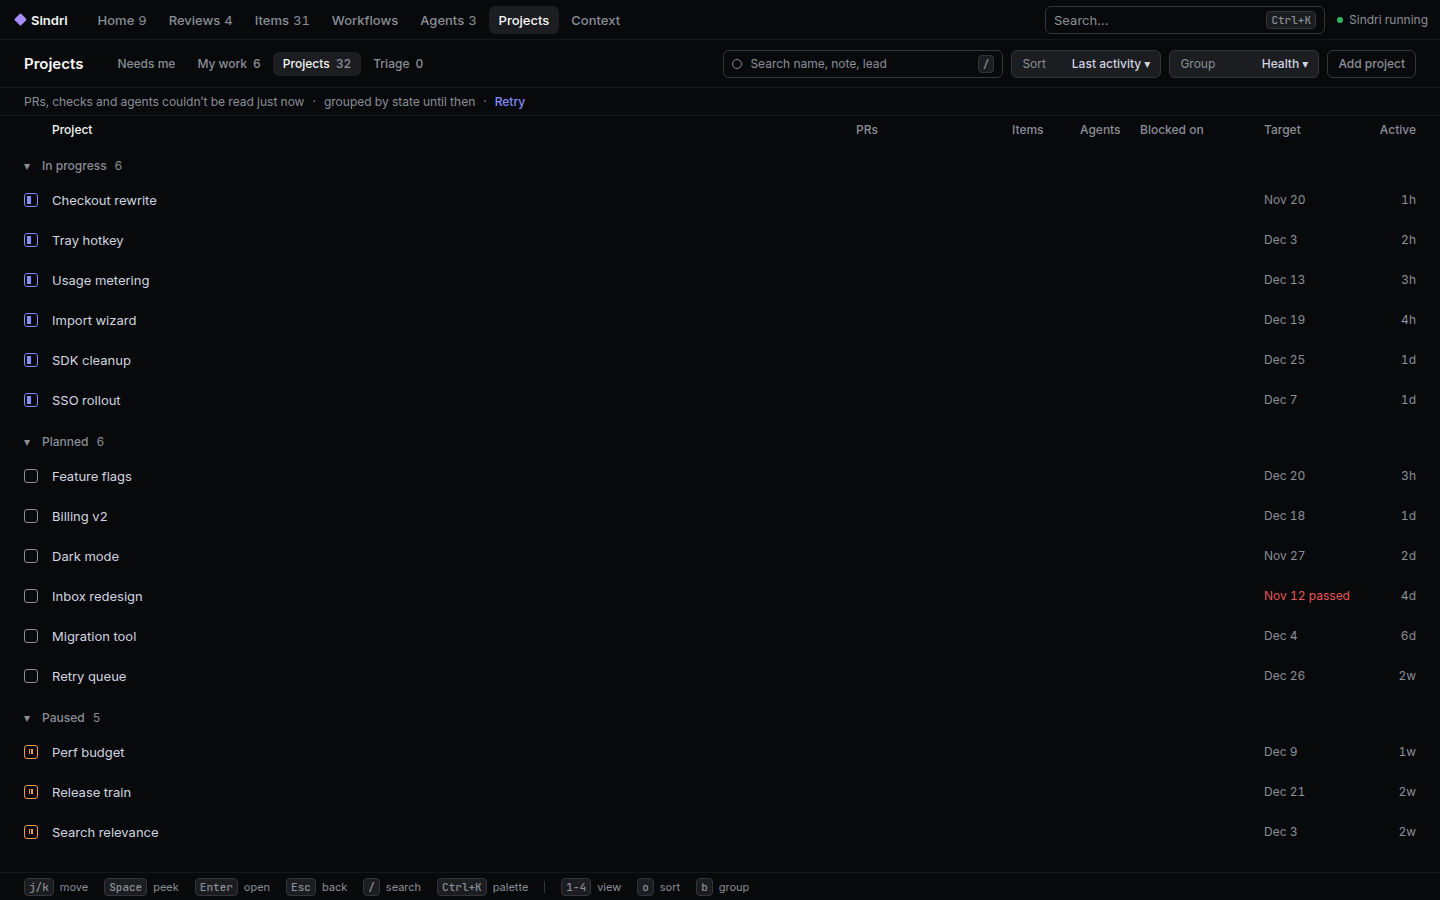 Sindri Home 9 Reviews 4 Items 31 Workflows Agents 3 Projects Context Search... Ctrl+K Sindri running
Projects Needs me My work 6 Projects 32 Triage 0 Search name, note, lead / Sort Last activity ▾ Group Health ▾ Add project
PRs, checks and agents couldn't be read just now · grouped by state until then · Retry
Project PRs Items Agents Blocked on Target Active
▾ In progress 6
Checkout rewrite Nov 20 1h
Tray hotkey Dec 3 2h
Usage metering Dec 13 3h
Import wizard Dec 19 4h
SDK cleanup Dec 25 1d
SSO rollout Dec 7 1d
▾ Planned 6
Feature flags Dec 20 3h
Billing v2 Dec 18 1d
Dark mode Nov 27 2d
Inbox redesign Nov 12 passed 4d
Migration tool Dec 4 6d
Retry queue Dec 26 2w
▾ Paused 5
Perf budget Dec 9 1w
Release train Dec 21 2w
Search relevance Dec 3 2w
j/k move Space peek Enter open Esc back / search Ctrl+K palette 1-4 view o sort b group